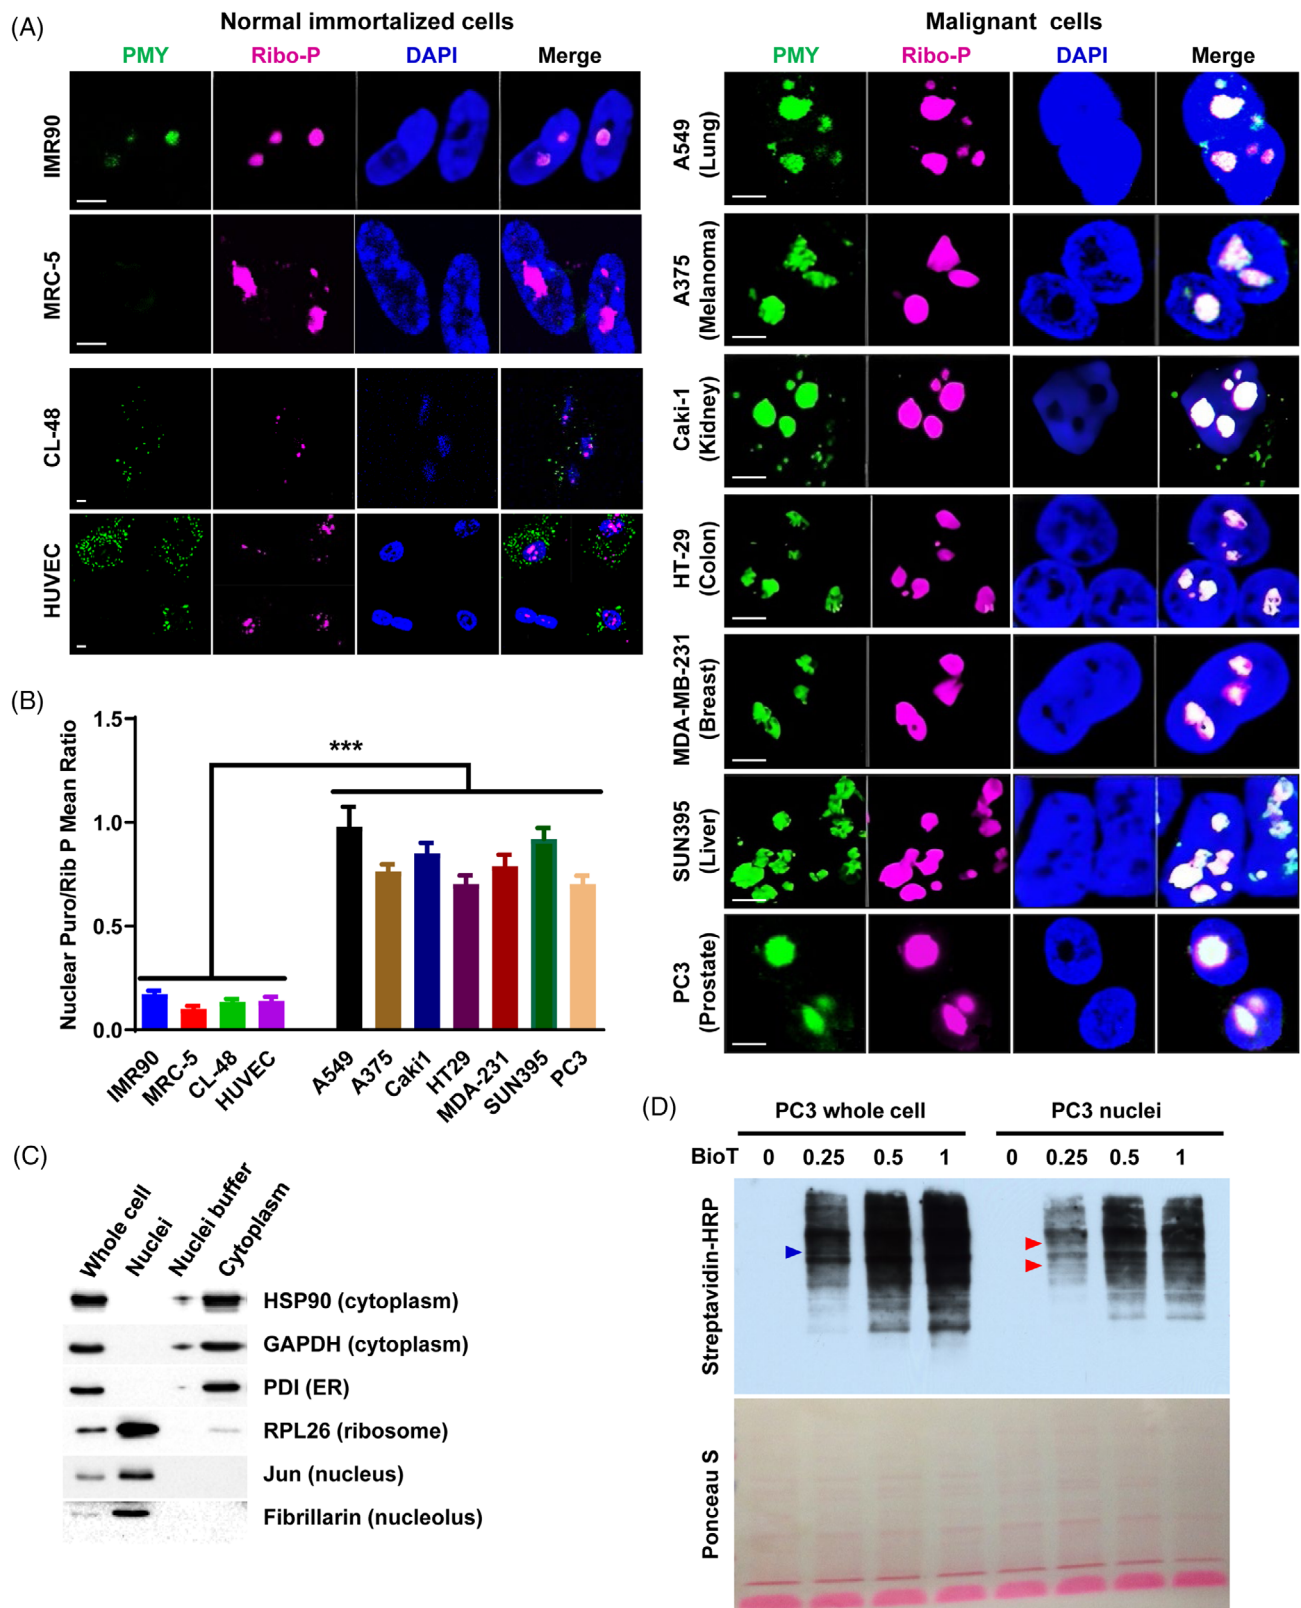 (A)
Normal immortalized cells
PMY Ribo-P DAPI Merge
IMR90
MRC-5
CL-48
HUVEC
Malignant cells
PMY Ribo-P DAPI Merge
A549
(Lung)
A375
(Melanoma)
Caki-1
(Kidney)
HT-29
(Colon)
MDA-MB-231
(Breast)
SUN395
(Liver)
PC3
(Prostate)
(B)
Nuclear Puro/Rib P Mean Ratio
1.5
1.0
0.5
0.0
***
IMR90
MRC-5
CL-48
HUVEC
A549
A375
Caki1
HT29
MDA-231
SUN395
PC3
(C)
Whole cell
Nuclei
Nuclei buffer
Cytoplasm
HSP90 (cytoplasm)
GAPDH (cytoplasm)
PDI (ER)
RPL26 (ribosome)
Jun (nucleus)
Fibrillarin (nucleolus)
(D)
PC3 whole cell PC3 nuclei
BioT 0 0.25 0.5 1 0 0.25 0.5 1
Streptavidin-HRP
Ponceau S